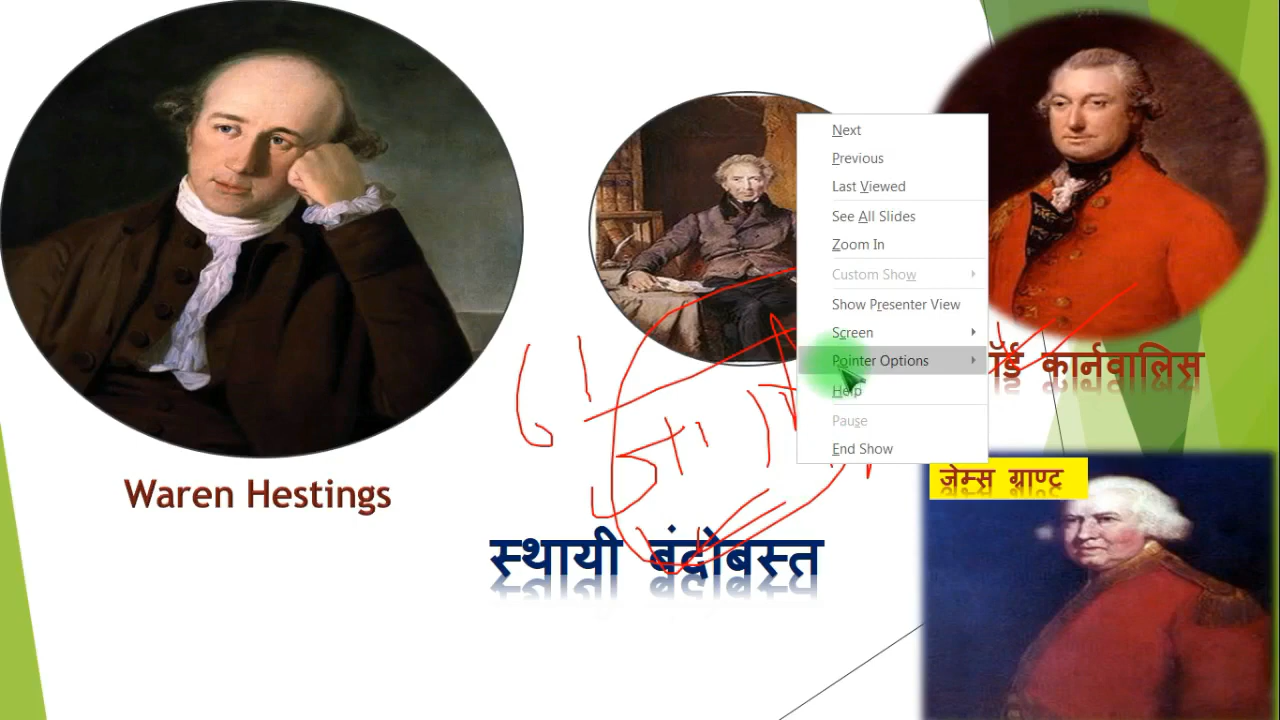 Next
Previous
Last Viewed
See All Slides
Zoom In
Custom Show
Show Presenter View
Screen
Pointer Options
Help
Pause
End Show
कार्नवालिस
जेम्स ग्राण्ट
Waren Hestings
स्थायी बंदोबस्त